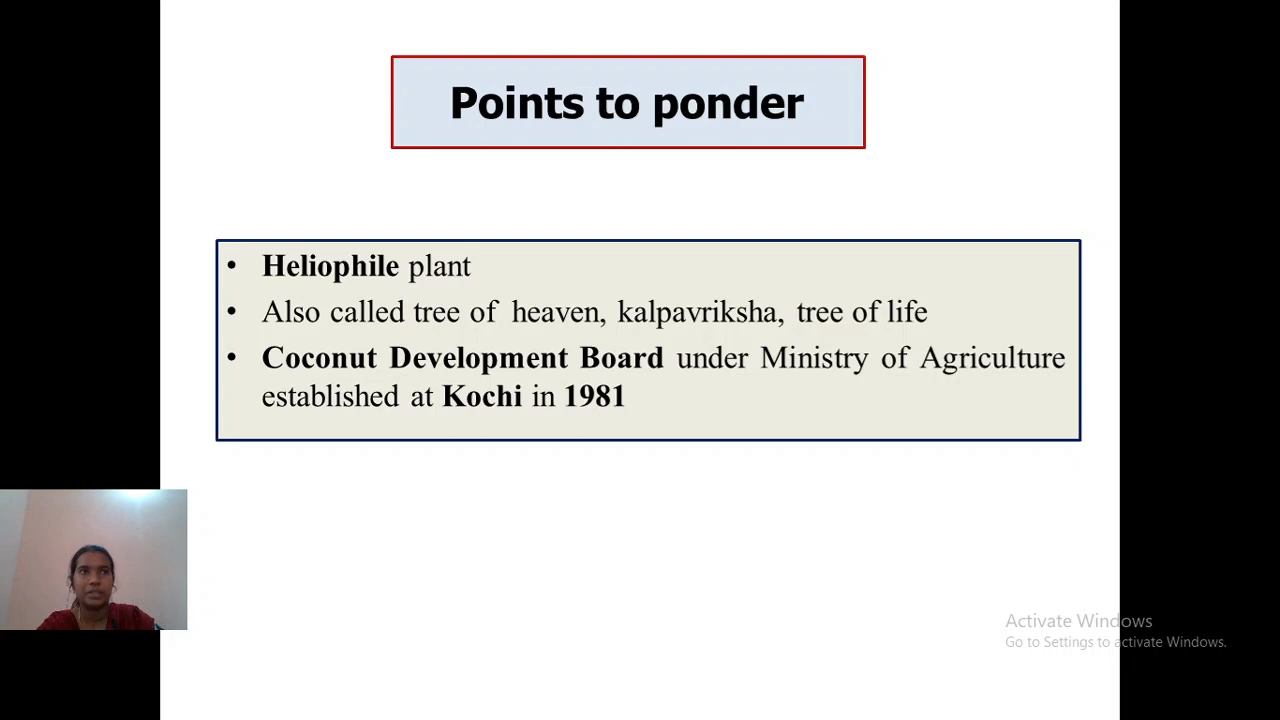 Points to ponder
• Heliophile plant
• Also called tree of heaven, kalpavriksha, tree of life
• Coconut Development Board under Ministry of Agriculture
established at Kochi in 1981
Activate Windows
Go to Settings to activate Windows.